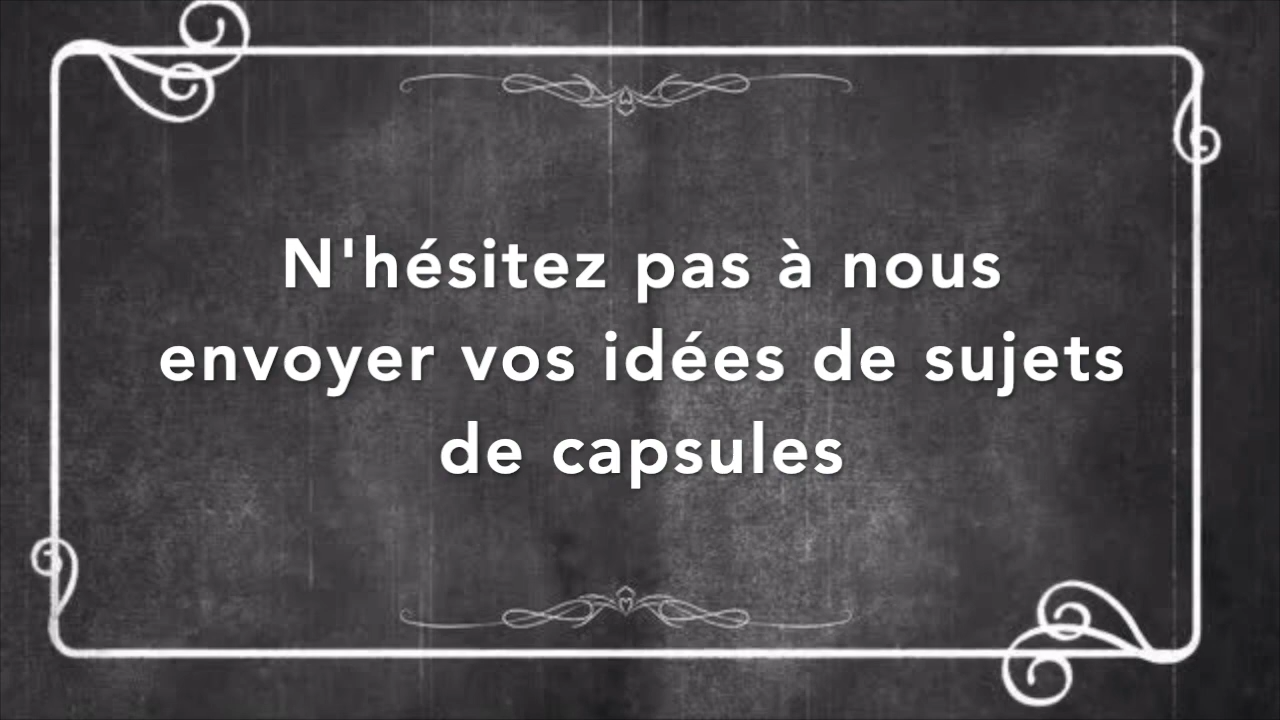 N'hésitez pas à nous
envoyer vos idées de sujets
de capsules